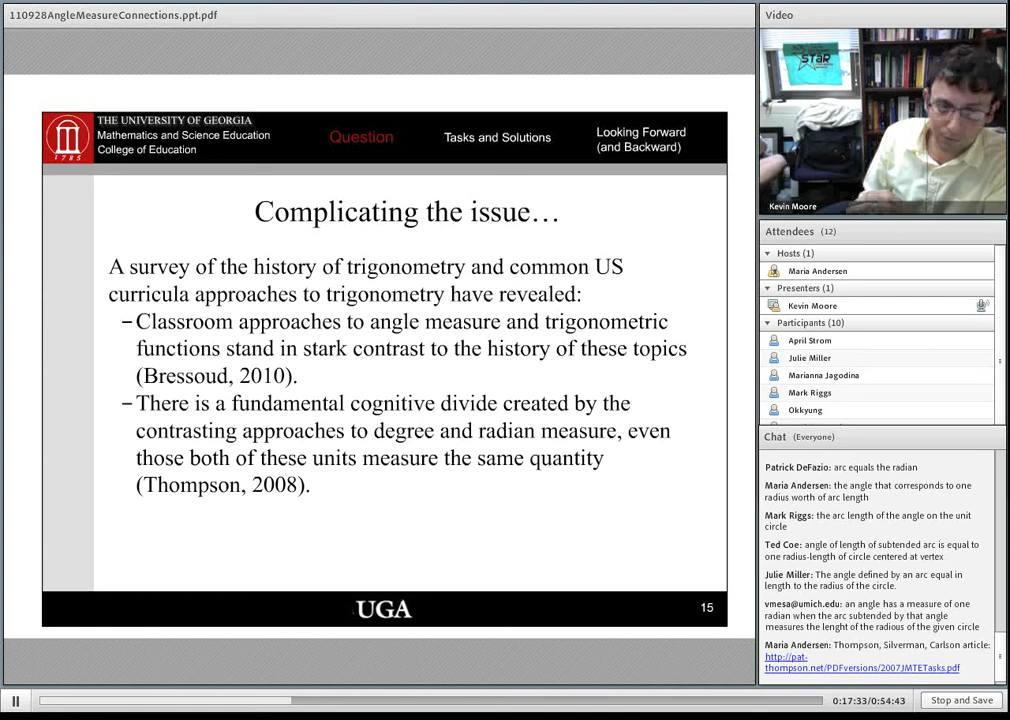 110928AngleMeasureConnections.ppt.pdf
THE UNIVERSITY OF GEORGIA
Mathematics and Science Education
College of Education
1785
Question
Tasks and Solutions
Looking Forward
(and Backward)
Complicating the issue…
A survey of the history of trigonometry and common US
curricula approaches to trigonometry have revealed:
–Classroom approaches to angle measure and trigonometric
functions stand in stark contrast to the history of these topics
(Bressoud, 2010).
–There is a fundamental cognitive divide created by the
contrasting approaches to degree and radian measure, even
those both of these units measure the same quantity
(Thompson, 2008).
UGA
15
Video
STaR
Kevin Moore
Attendees (12)
Hosts (1)
Maria Andersen
Presenters (1)
Kevin Moore
Participants (10)
April Strom
Julie Miller
Marianna Jagodina
Mark Riggs
Okkyung
Chat (Everyone)
Patrick DeFazio: arc equals the radian
Maria Andersen: the angle that corresponds to one
radius worth of arc length
Mark Riggs: the arc length of the angle on the unit
circle
Ted Coe: angle of length of subtended arc is equal to
one radius-length of circle centered at vertex
Julie Miller: The angle defined by an arc equal in
length to the radius of the circle.
vmesa@umich.edu: an angle has a measure of one
radian when the arc subtended by that angle
measures the lenght of the radious of the given circle
Maria Andersen: Thompson, Silverman, Carlson article:
http://pat-
thompson.net/PDFversions/2007JMTETasks.pdf
0:17:33/0:54:43
Stop and Save